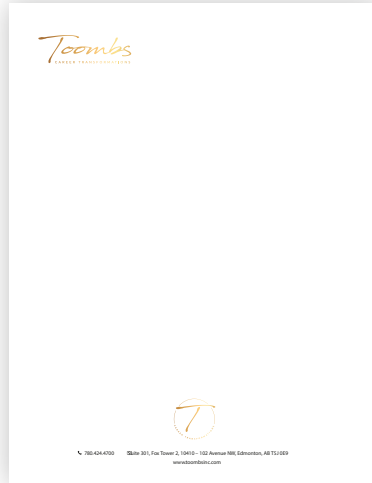 Toombs
CAREER TRANSFORMATIONS
T
780.424.4700 Suite 301, Fox Tower 2, 10410 – 102 Avenue NW, Edmonton, AB T5J 0E9
www.toombsinc.com